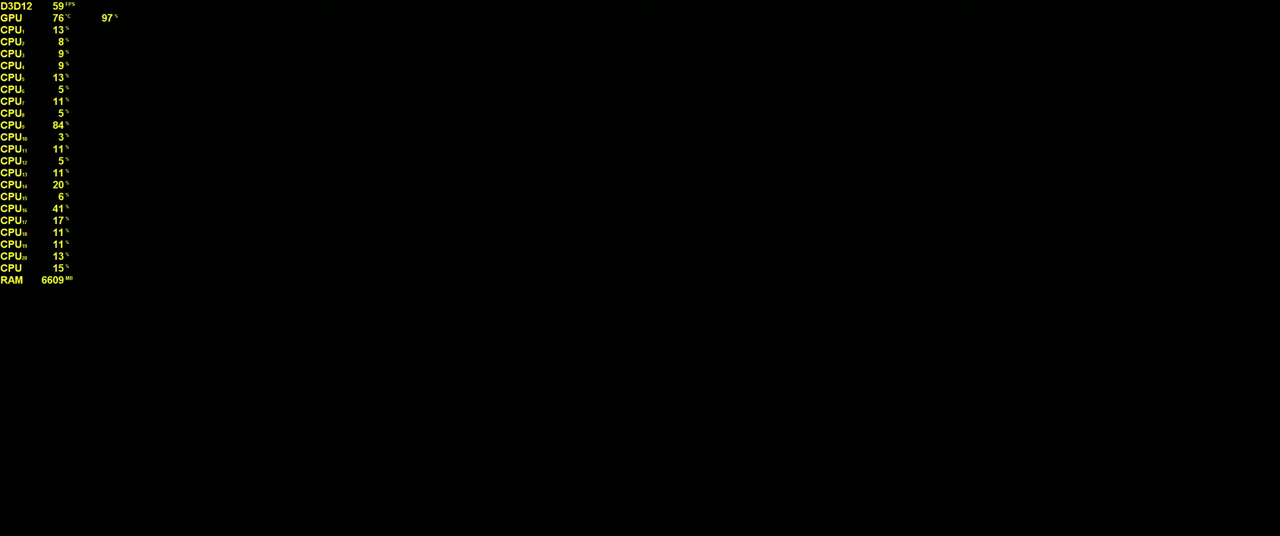 D3D12 59 FPS
GPU 76 °C 97 %
CPU1 13 %
CPU2 8 %
CPU3 9 %
CPU4 9 %
CPU5 13 %
CPU6 5 %
CPU7 11 %
CPU8 5 %
CPU9 84 %
CPU10 3 %
CPU11 11 %
CPU12 5 %
CPU13 11 %
CPU14 20 %
CPU15 6 %
CPU16 41 %
CPU17 17 %
CPU18 11 %
CPU19 11 %
CPU20 13 %
CPU 15 %
RAM 6609 MB